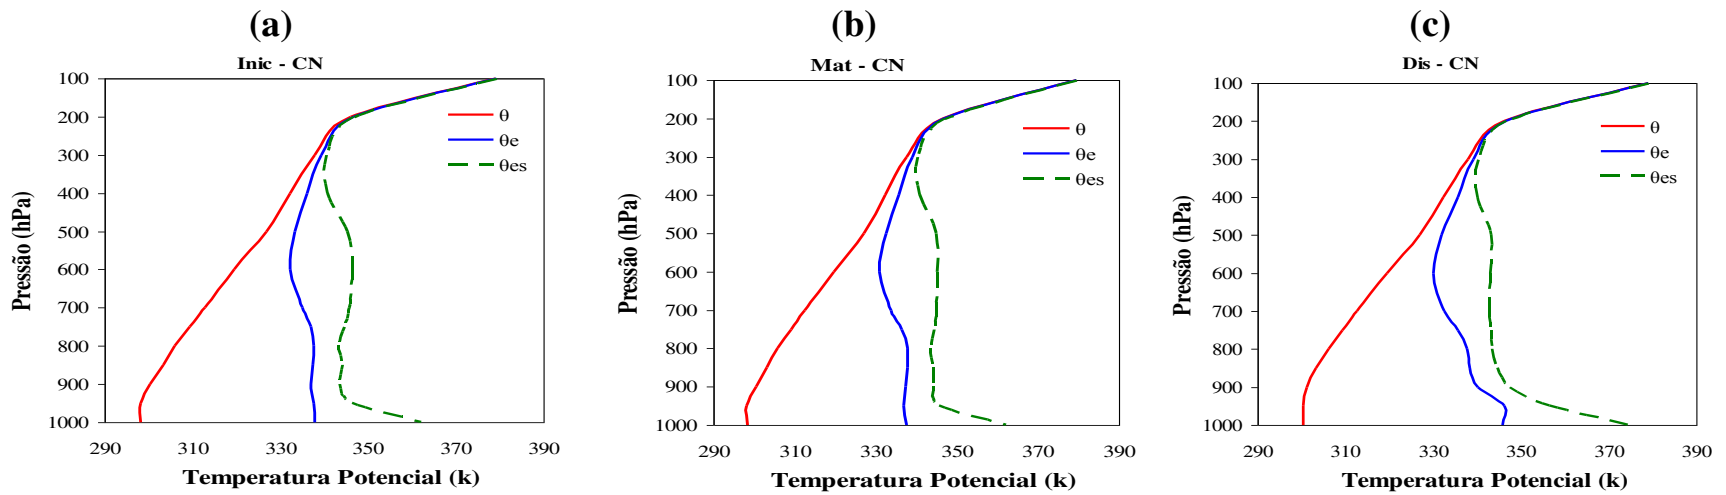 (a)
Inic - CN
100
200
300
400
500
600
700
800
900
1000
290
310
330
350
370
390
Pressão (hPa)
Temperatura Potencial (k)
θ
θe
θes
(b)
Mat - CN
100
200
300
400
500
600
700
800
900
1000
290
310
330
350
370
390
Pressão (hPa)
Temperatura Potencial (k)
θ
θe
θes
(c)
Dis - CN
100
200
300
400
500
600
700
800
900
1000
290
310
330
350
370
390
Pressão (hPa)
Temperatura Potencial (k)
θ
θe
θes